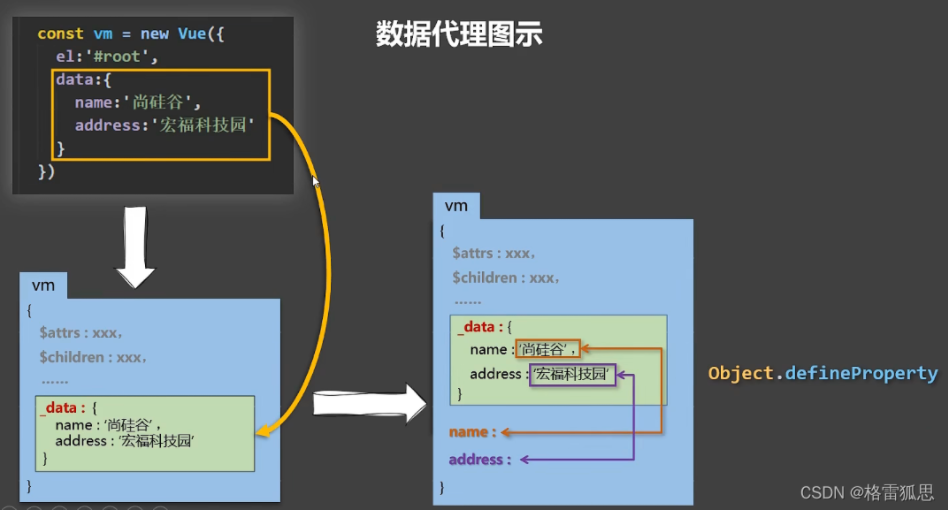 数据代理图示
const vm = new Vue({
el:'#root',
data:{
name:'尚硅谷',
address:'宏福科技园'
}
})
vm
{
$attrs : xxx,
$children : xxx,
……
_data : {
name : '尚硅谷' ,
address : '宏福科技园'
}
}
vm
{
$attrs : xxx,
$children : xxx,
……
_data : {
name : '尚硅谷' ,
address : '宏福科技园'
}
name :
address :
}
Object.defineProperty
CSDN @格雷狐思